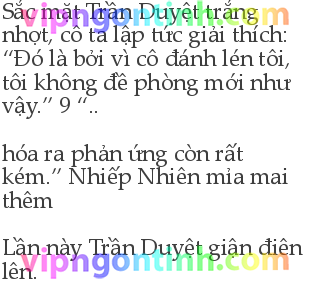 Sắc mặt Trần Duyệt trắng
nhợt, cô ta lập tức giải thích:
“Đó là bởi vì cô đánh lén tôi,
tôi không đề phòng mới như
vậy.” 9 “..
hóa ra phản ứng còn rất
kém.” Nhiếp Nhiên mỉa mai
thêm
Lần này Trần Duyệt giận điên
lên.
vipngontinh.com
vipngontinh.com